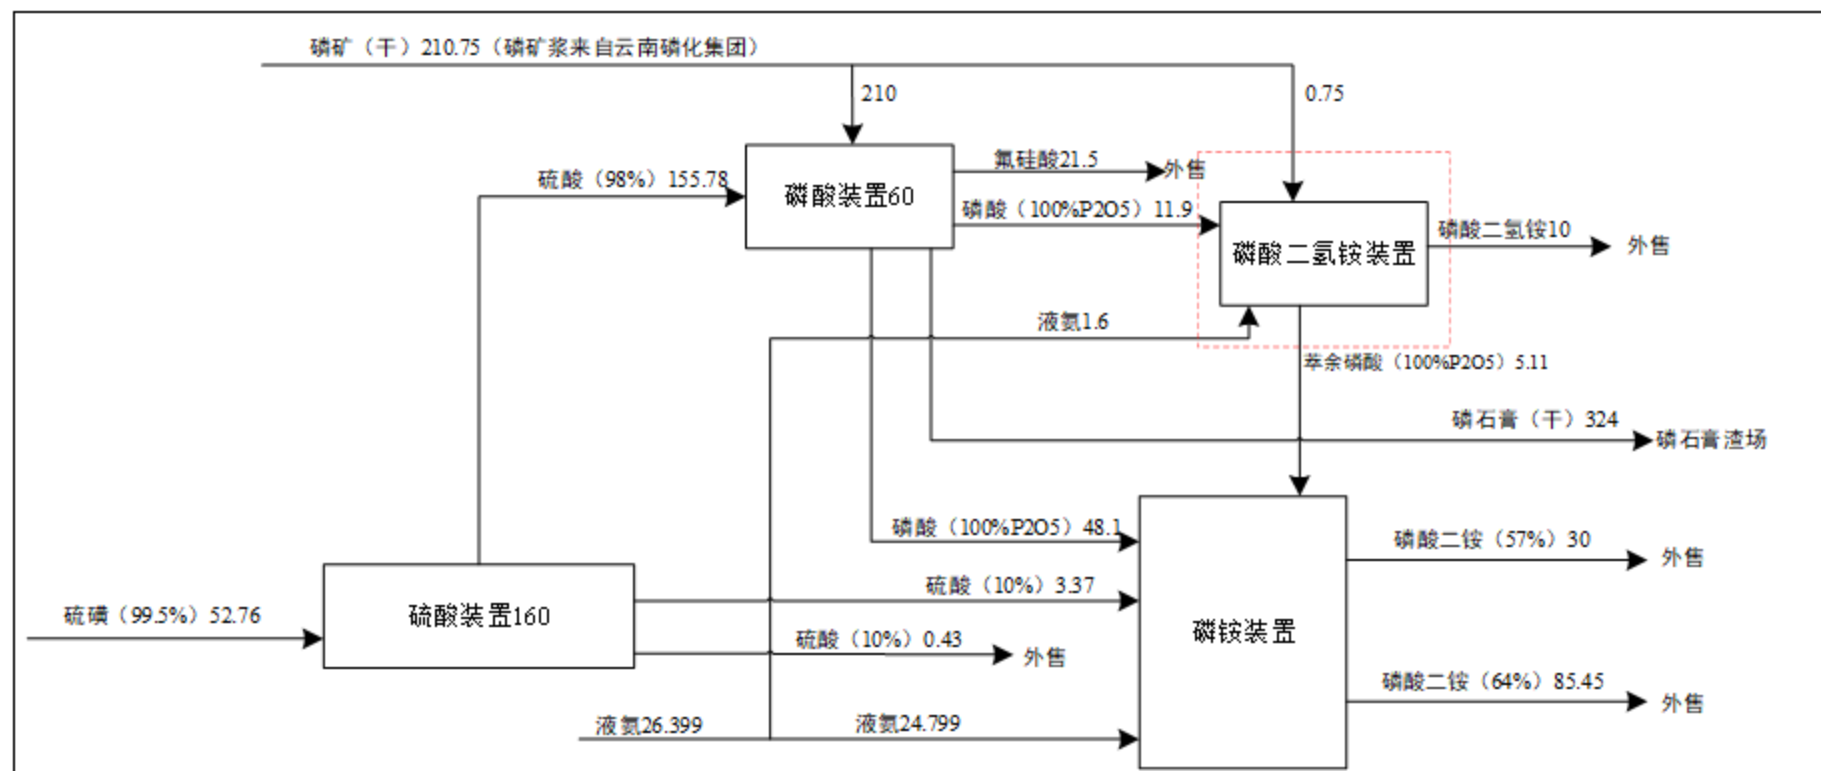 磷矿（干）210.75（磷矿浆来自云南磷化集团）
210
0.75
氟硅酸21.5
外售
硫酸（98%）155.78
磷酸装置60
磷酸（100%P2O5）11.9
磷酸二氢铵装置
磷酸二氢铵10
外售
液氨1.6
萃余磷酸（100%P2O5）5.11
磷石膏（干）324
磷石膏渣场
磷酸（100%P2O5）48.1
磷酸二铵（57%）30
外售
硫磺（99.5%）52.76
硫酸装置160
硫酸（10%）3.37
硫酸（10%）0.43
外售
磷铵装置
磷酸二铵（64%）85.45
外售
液氨26.399
液氨24.799